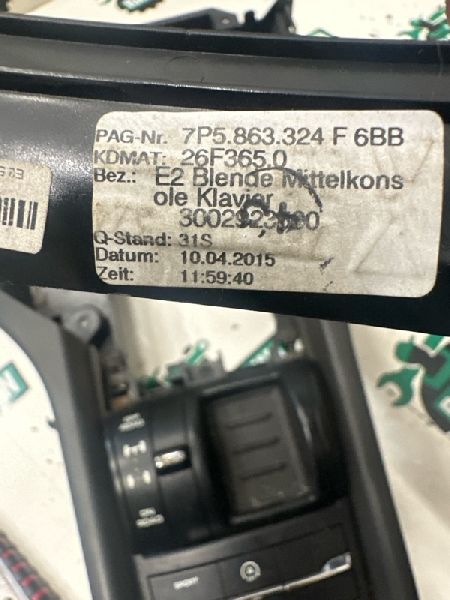 PAG-Nr. 7P5.863.324 F 6BB
KDMAT: 26F365.0
Bez.: E2 Blende Mittelkons
ole Klavier
Q-Stand: 31S
Datum: 10.04.2015
Zeit: 11:59:40
SPORT